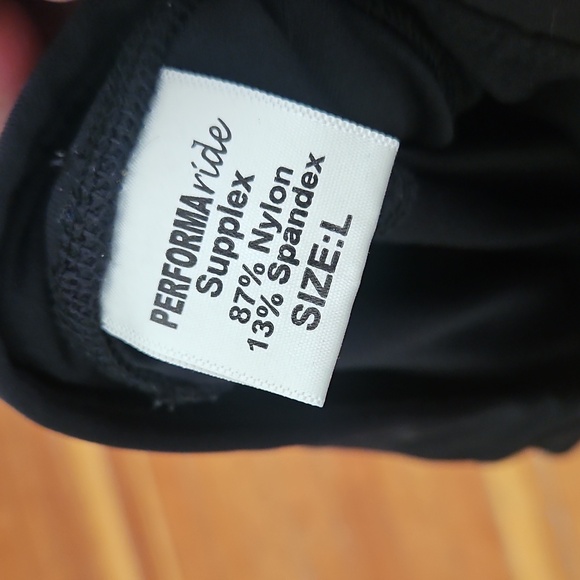 PERFORMAride
Supplex
87% Nylon
13% Spandex
SIZE:L